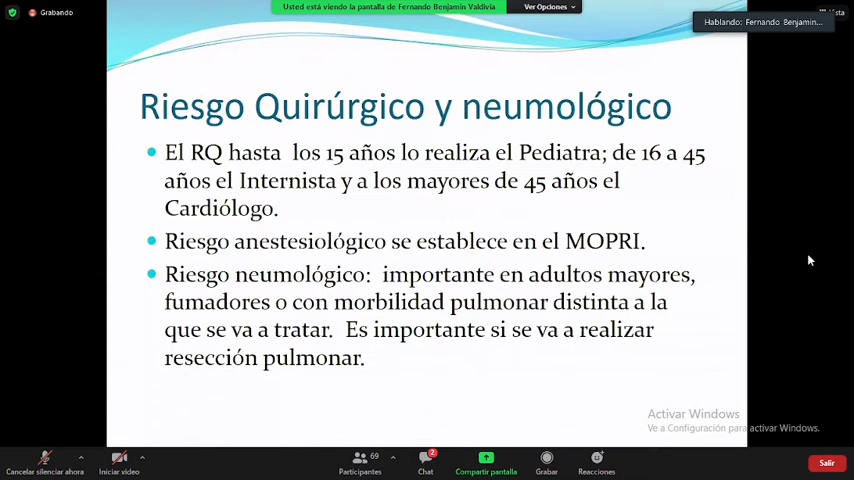 Grabando
Usted está viendo la pantalla de Fernando Benjamin Valdivia
Ver Opciones
Hablando: Fernando Benjamin...
Riesgo Quirúrgico y neumológico
El RQ hasta los 15 años lo realiza el Pediatra; de 16 a 45
años el Internista y a los mayores de 45 años el
Cardiólogo.
Riesgo anestesiológico se establece en el MOPRI.
Riesgo neumológico: importante en adultos mayores,
fumadores o con morbilidad pulmonar distinta a la
que se va a tratar. Es importante si se va a realizar
resección pulmonar.
Activar Windows
Ve a Configuración para activar Windows.
69
2
Cancelar silenciar ahora
Iniciar video
Participantes
Chat
Compartir pantalla
Grabar
Reacciones
Salir